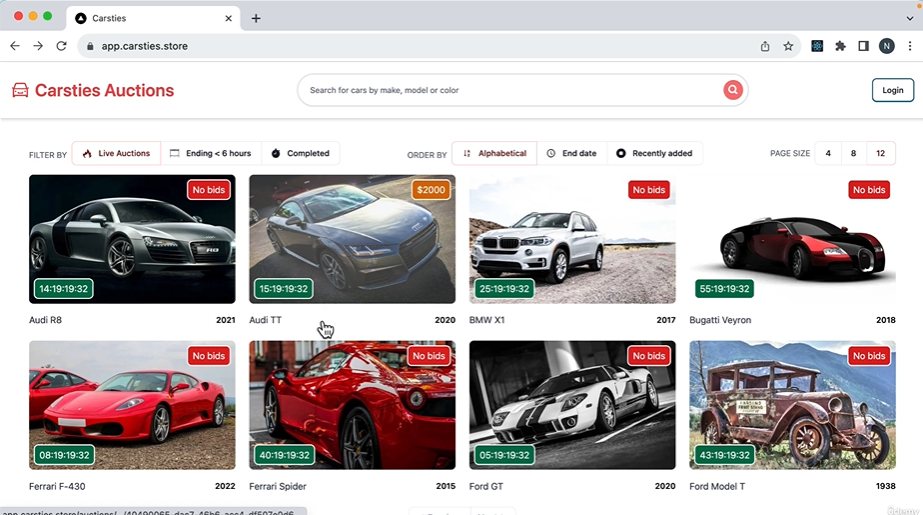 Carsties
app.carsties.store
N
Carsties Auctions
Search for cars by make, model or color
Login
FILTER BY
Live Auctions
Ending < 6 hours
Completed
ORDER BY
Alphabetical
End date
Recently added
PAGE SIZE
4
8
12
No bids
14:19:19:32
Audi R8
2021
$2000
15:19:19:32
Audi TT
2020
No bids
25:19:19:32
BMW X1
2017
No bids
55:19:19:32
Bugatti Veyron
2018
No bids
08:19:19:32
Ferrari F-430
2022
No bids
40:19:19:32
Ferrari Spider
2015
No bids
05:19:19:32
Ford GT
2020
No bids
43:19:19:32
Ford Model T
1938
ûdemy